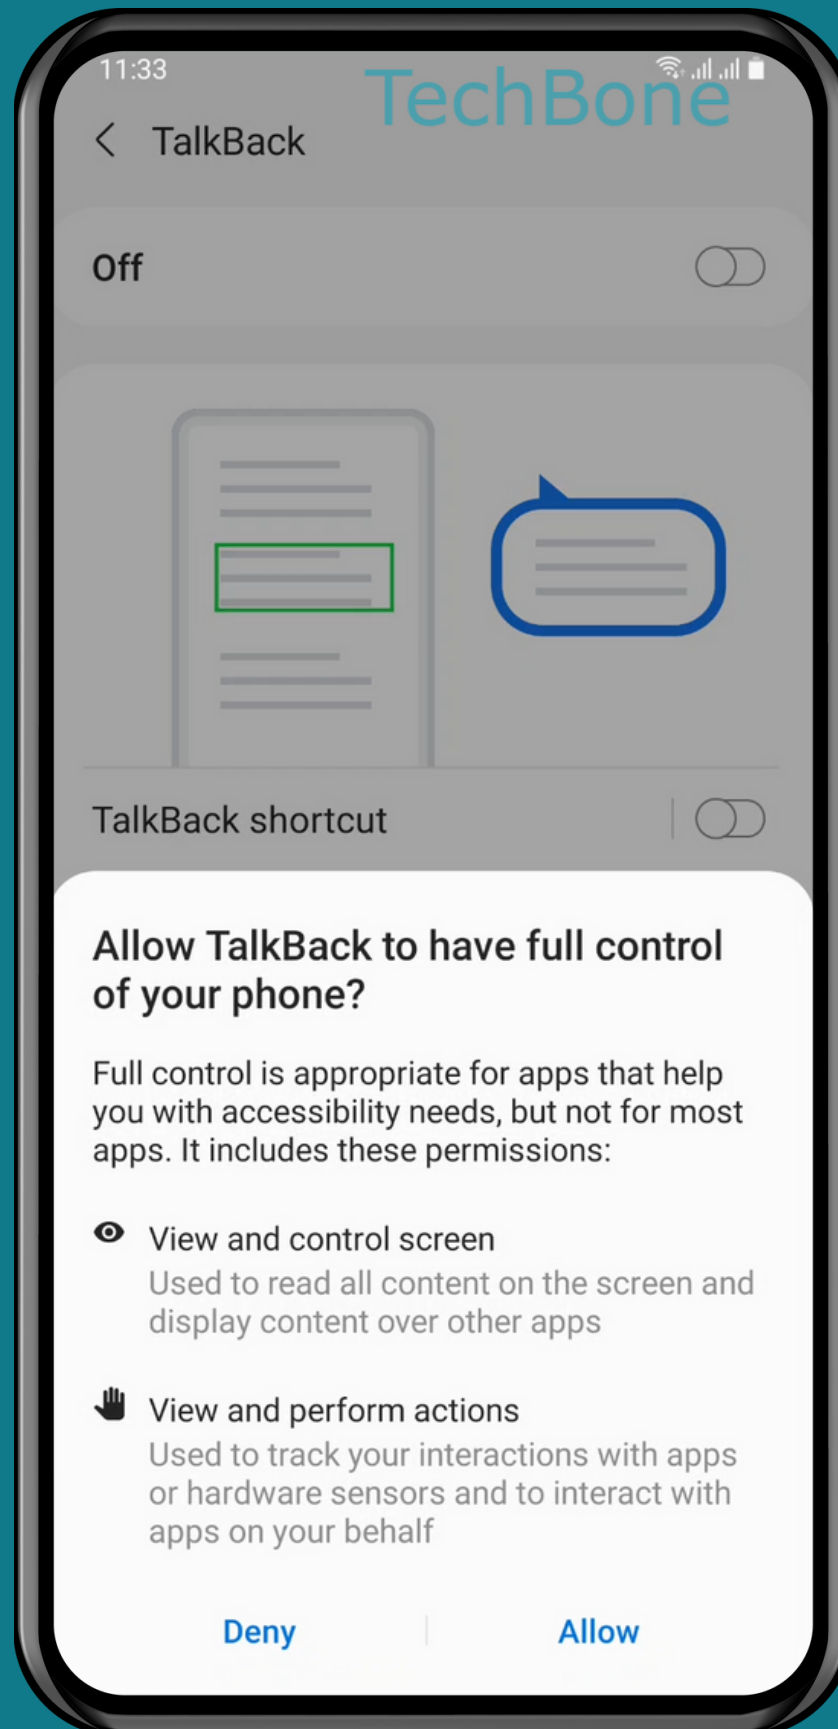 11:33
TechBone
TalkBack
Off
TalkBack shortcut
Allow TalkBack to have full control
of your phone?
Full control is appropriate for apps that help
you with accessibility needs, but not for most
apps. It includes these permissions:
View and control screen
Used to read all content on the screen and
display content over other apps
View and perform actions
Used to track your interactions with apps
or hardware sensors and to interact with
apps on your behalf
Deny
Allow